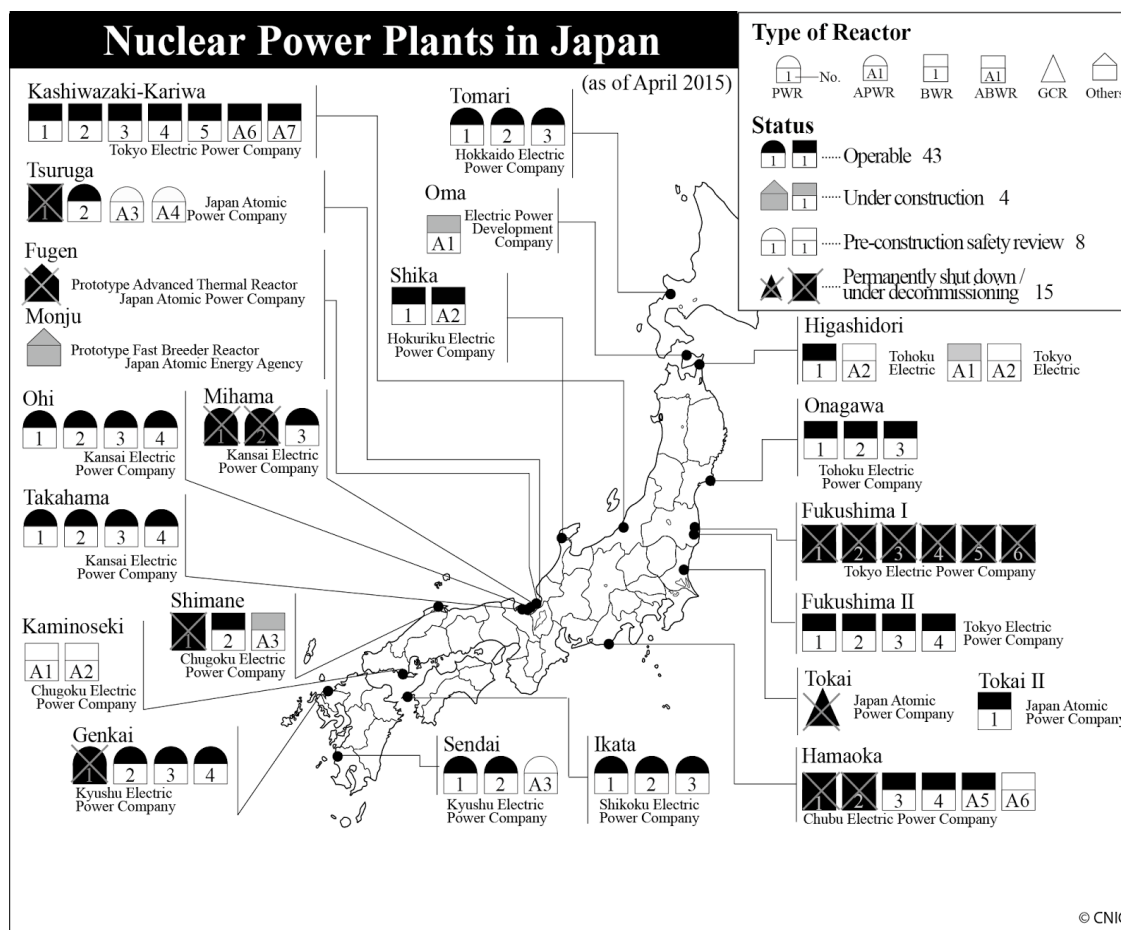 Nuclear Power Plants in Japan
(as of April 2015)
Type of Reactor
1 No. A1 1 A1
PWR APWR BWR ABWR GCR Others
Status
1 1 ...... Operable 43
1 ...... Under construction 4
1 1 ...... Pre-construction safety review 8
...... Permanently shut down /
under decommissioning 15
Kashiwazaki-Kariwa
1 2 3 4 5 A6 A7
Tokyo Electric Power Company
Tsuruga
1 2 A3 A4
Japan Atomic
Power Company
Fugen
Prototype Advanced Thermal Reactor
Japan Atomic Power Company
Monju
Prototype Fast Breeder Reactor
Japan Atomic Energy Agency
Ohi
1 2 3 4
Kansai Electric
Power Company
Mihama
1 2 3
Kansai Electric
Power Company
Takahama
1 2 3 4
Kansai Electric
Power Company
Shimane
1 2 A3
Chugoku Electric
Power Company
Kaminoseki
A1 A2
Chugoku Electric
Power Company
Genkai
1 2 3 4
Kyushu Electric
Power Company
Tomari
1 2 3
Hokkaido Electric
Power Company
Oma
A1
Electric Power
Development
Company
Shika
1 A2
Hokuriku Electric
Power Company
Sendai
1 2 A3
Kyushu Electric
Power Company
Ikata
1 2 3
Shikoku Electric
Power Company
Higashidori
1 A2
Tohoku
Electric
A1 A2
Tokyo
Electric
Onagawa
1 2 3
Tohoku Electric
Power Company
Fukushima I
1 2 3 4 5 6
Tokyo Electric Power Company
Fukushima II
1 2 3 4
Tokyo Electric
Power Company
Tokai
Japan Atomic
Power Company
Tokai II
1
Japan Atomic
Power Company
Hamaoka
1 2 3 4 A5 A6
Chubu Electric Power Company
© CNIC